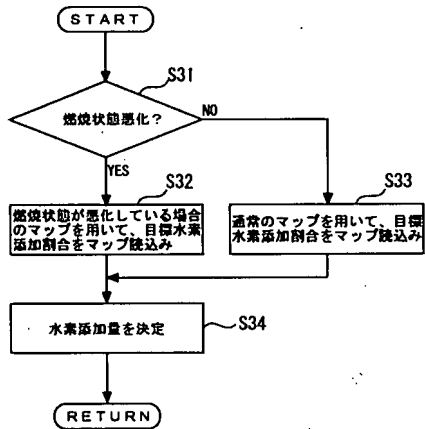 START
S31
燃焼状態悪化？
NO
YES
S32
燃焼状態が悪化している場合
のマップを用いて、目標水素
添加割合をマップ読込み
S33
通常のマップを用いて、目標
水素添加割合をマップ読込み
水素添加量を決定
S34
RETURN